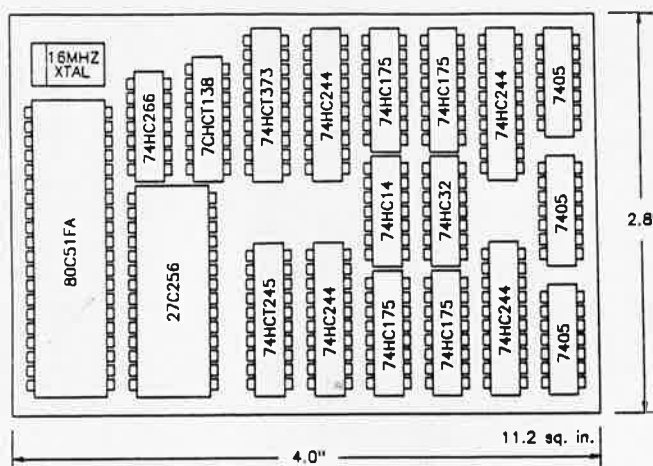 16MHZ
XTAL
80C51FA
74HC266
7CHCT138
27C256
74HCT373
74HC244
74HC175
74HC175
74HC244
7405
74HC14
74HC32
7405
74HCT245
74HC244
74HC175
74HC175
74HC244
7405
2.8
11.2 sq. in.
4.0"